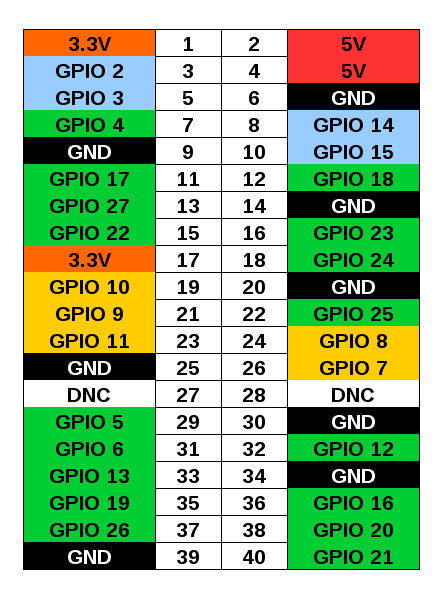 3.3V 1 2 5V
GPIO 2 3 4 5V
GPIO 3 5 6 GND
GPIO 4 7 8 GPIO 14
GND 9 10 GPIO 15
GPIO 17 11 12 GPIO 18
GPIO 27 13 14 GND
GPIO 22 15 16 GPIO 23
3.3V 17 18 GPIO 24
GPIO 10 19 20 GND
GPIO 9 21 22 GPIO 25
GPIO 11 23 24 GPIO 8
GND 25 26 GPIO 7
DNC 27 28 DNC
GPIO 5 29 30 GND
GPIO 6 31 32 GPIO 12
GPIO 13 33 34 GND
GPIO 19 35 36 GPIO 16
GPIO 26 37 38 GPIO 20
GND 39 40 GPIO 21